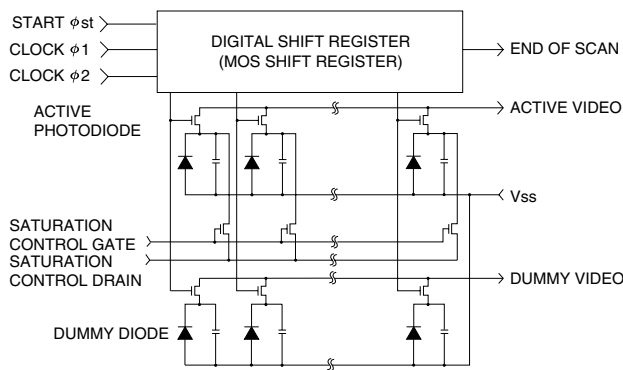 START ϕst
CLOCK ϕ1
CLOCK ϕ2
DIGITAL SHIFT REGISTER
(MOS SHIFT REGISTER)
END OF SCAN
ACTIVE
PHOTODIODE
ACTIVE VIDEO
Vss
SATURATION
CONTROL GATE
SATURATION
CONTROL DRAIN
DUMMY VIDEO
DUMMY DIODE